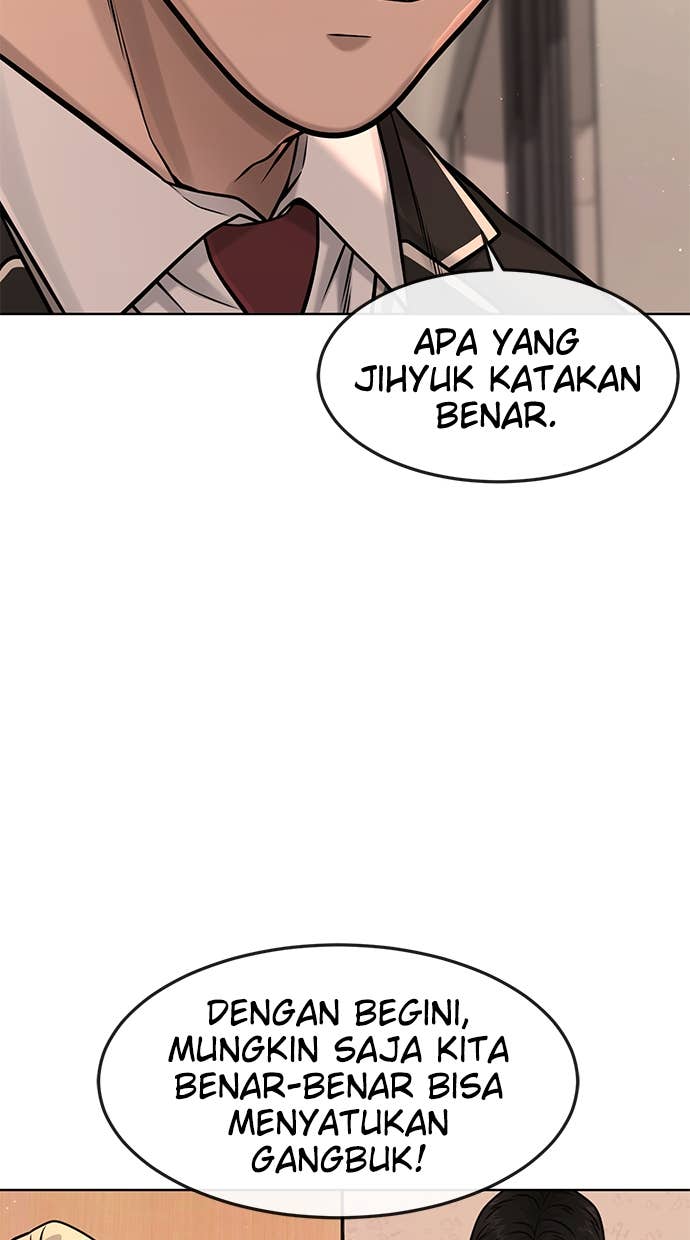 APA YANG
JIHYUK KATAKAN
BENAR.
DENGAN BEGINI,
MUNGKIN SAJA KITA
BENAR-BENAR BISA
MENYATUKAN
GANGBUK!